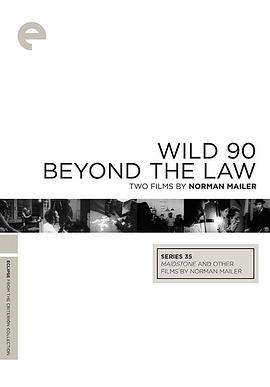 e
WILD 90
BEYOND THE LAW
TWO FILMS BY NORMAN MAILER
SERIES 35
MAIDSTONE AND OTHER
FILMS BY NORMAN MAILER
ECLIPSE FROM THE CRITERION COLLECTION